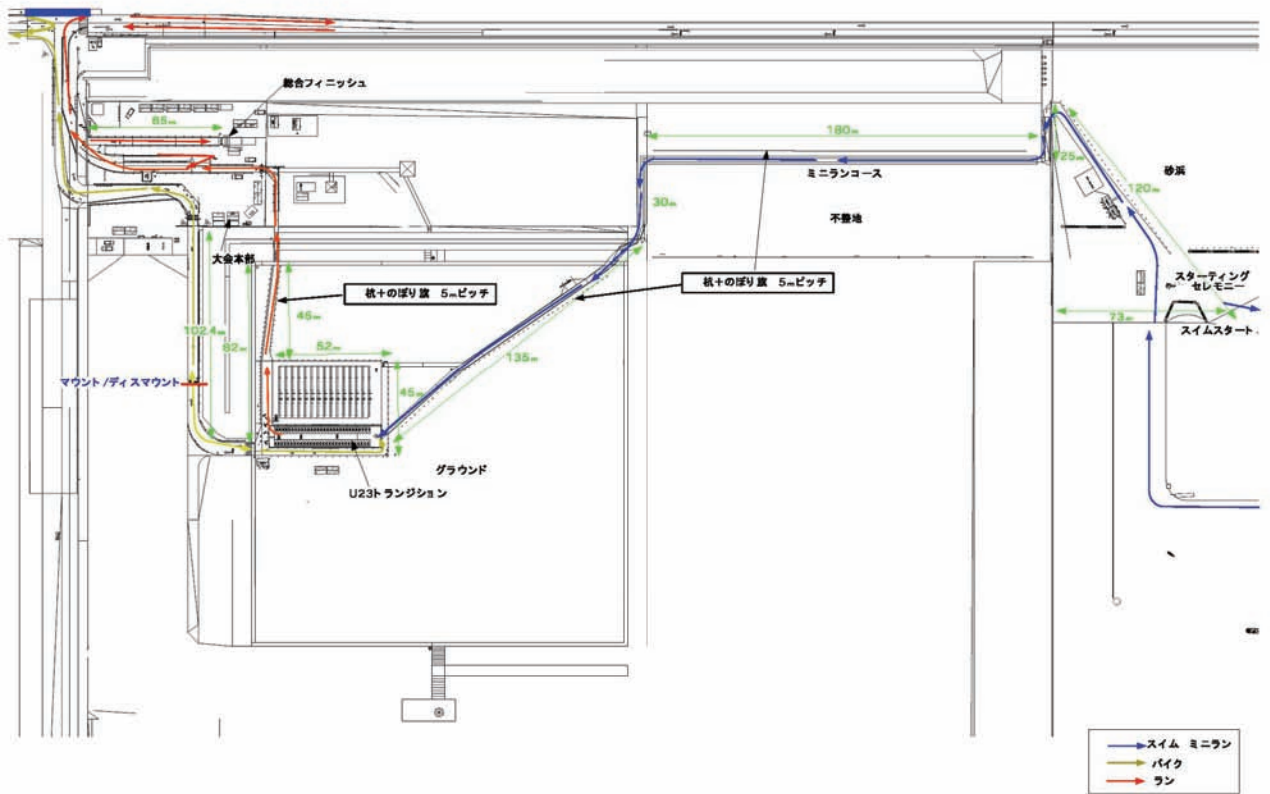 総合フィニッシュ
85m
180m
25m
砂浜
120m
ミニランコース
30m
不整地
大会本部
杭+のぼり旗 5mピッチ
杭+のぼり旗 5mピッチ
スターティング
セレモニー
73m
スイムスタート
46m
102.4m
82m
52m
135m
マウント/ディスマウント
45m
グラウンド
U23トランジション
スイム ミニラン
バイク
ラン